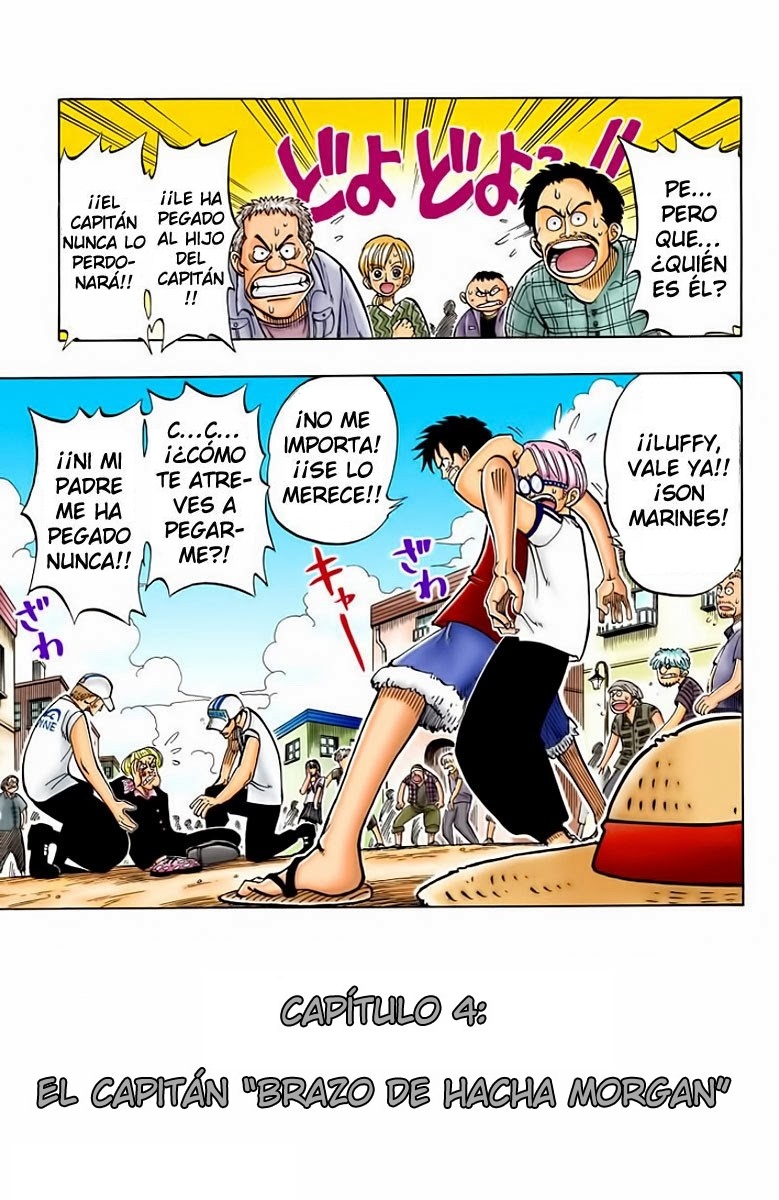 PE...
PERO
QUE...
¿QUIÉN
ES ÉL?
どよどよ〜!!
¡¡LE HA
PEGADO
AL HIJO
DEL
CAPITÁN
!!
¡¡EL
CAPITÁN
NUNCA LO
PERDO-
NARÁ!!
¡¡LUFFY,
VALE YA!!
¡SON
MARINES!
¡NO ME
IMPORTA!
¡¡SE LO
MERECE!!
C...C...
¡¿CÓMO
TE ATRE-
VES A
PEGAR-
ME?!
¡¡NI MI
PADRE
ME HA
PEGADO
NUNCA!!
ざわ
キャー
ざわ
INE
CAPÍTULO 4:
EL CAPITÁN "BRAZO DE HACHA MORGAN"